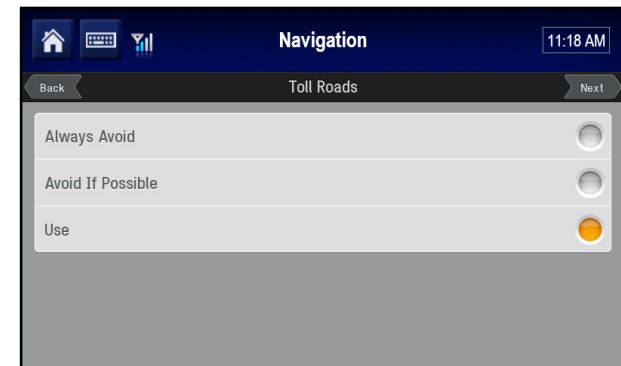 Navigation
11:18 AM
Back
Toll Roads
Next
Always Avoid
Avoid If Possible
Use